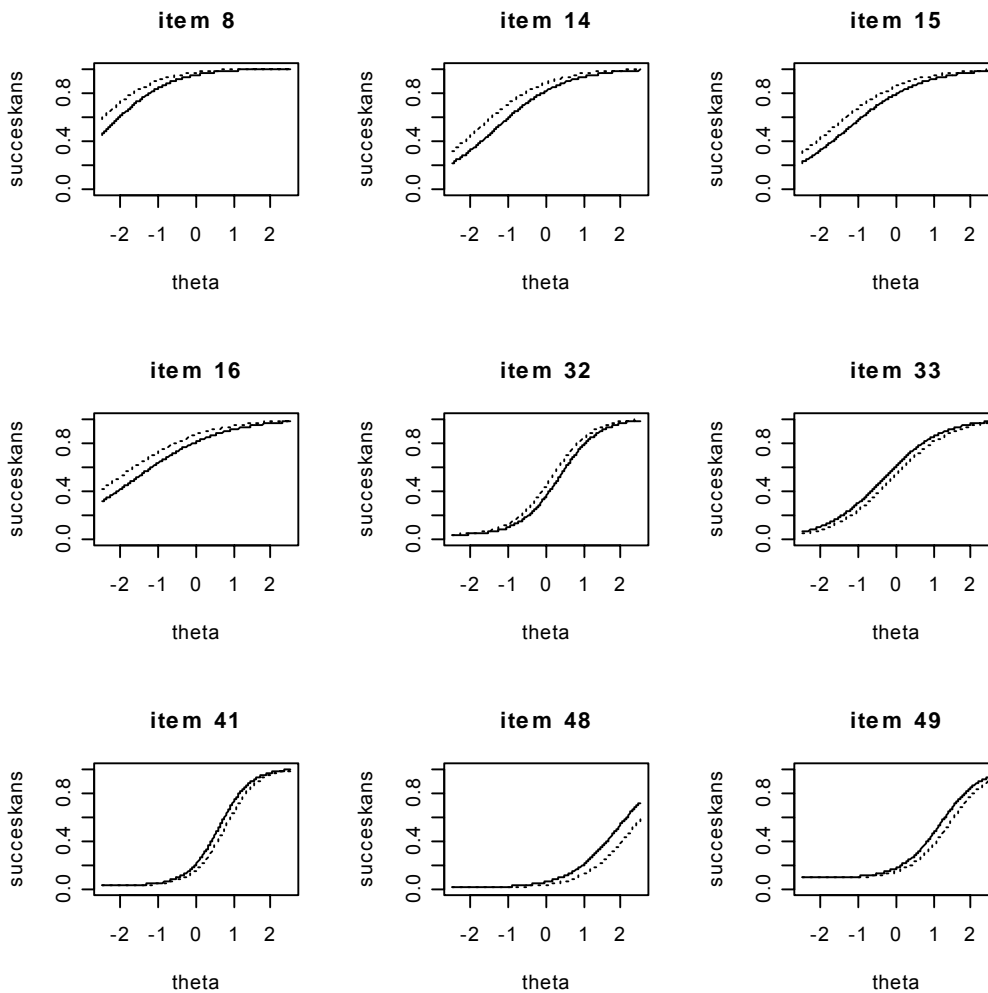 item 8
item 14
item 15
succeskans
0.0 0.4 0.8
-2 -1 0 1 2
theta
succeskans
0.0 0.4 0.8
-2 -1 0 1 2
theta
succeskans
0.0 0.4 0.8
-2 -1 0 1 2
theta
item 16
item 32
item 33
succeskans
0.0 0.4 0.8
-2 -1 0 1 2
theta
succeskans
0.0 0.4 0.8
-2 -1 0 1 2
theta
succeskans
0.0 0.4 0.8
-2 -1 0 1 2
theta
item 41
item 48
item 49
succeskans
0.0 0.4 0.8
-2 -1 0 1 2
theta
succeskans
0.0 0.4 0.8
-2 -1 0 1 2
theta
succeskans
0.0 0.4 0.8
-2 -1 0 1 2
theta